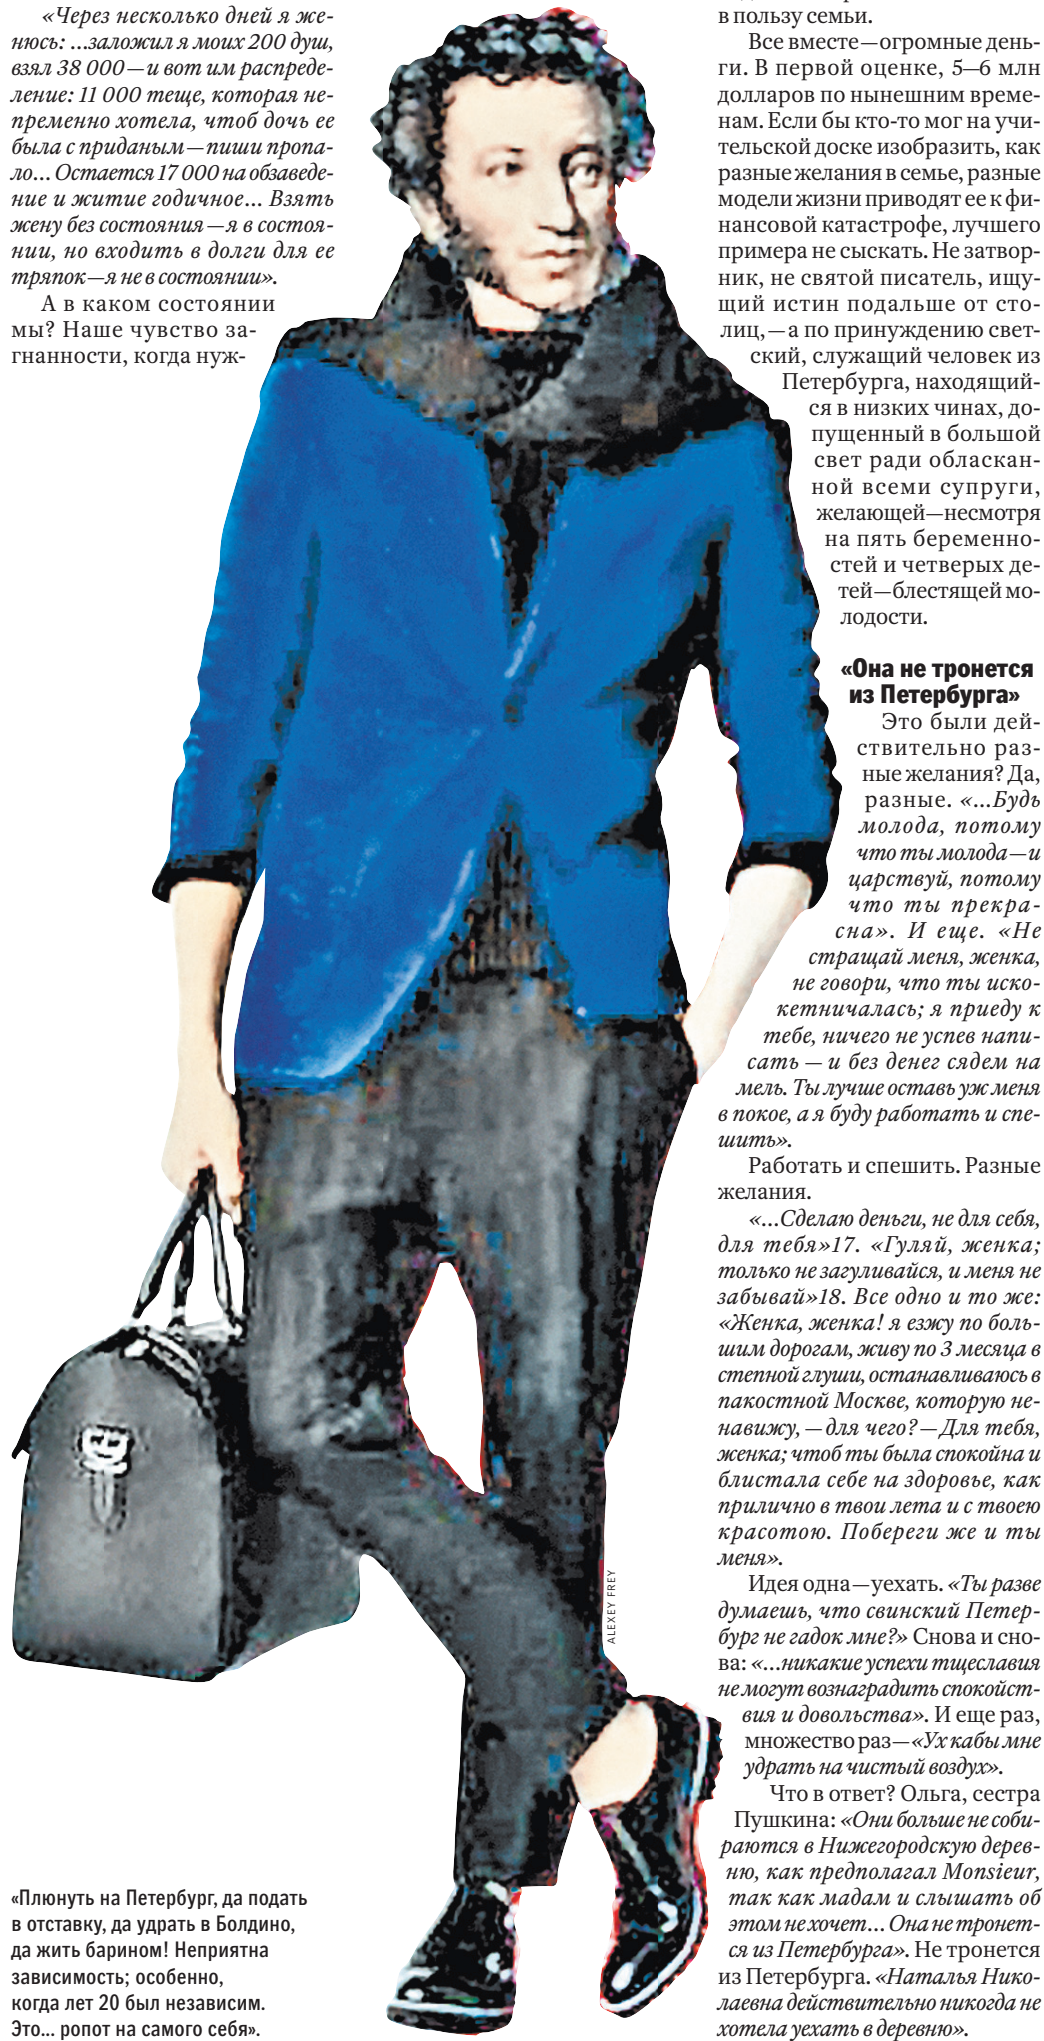 «Через несколько дней я же-
нюсь: ...заложил я моих 200 душ,
взял 38 000—и вот им распреде-
ление: 11 000 теще, которая не-
пременно хотела, чтоб дочь ее
была с приданым—пиши пропа-
ло... Остается 17 000 на обзаведе-
ние и житие годичное... Взять
жену без состояния—я в состоя-
нии, но входить в долги для ее
тряпок—я не в состоянии».
А в каком состоянии
мы? Наше чувство за-
гнанности, когда нуж-
«Плюнуть на Петербург, да подать
в отставку, да удрать в Болдино,
да жить барином! Неприятна
зависимость; особенно,
когда лет 20 был независим.
Это... ропот на самого себя».
ALEXEY FREY
в пользу семьи.
Все вместе—огромные день-
ги. В первой оценке, 5—6 млн
долларов по нынешним време-
нам. Если бы кто-то мог на учи-
тельской доске изобразить, как
разные желания в семье, разные
модели жизни приводят ее к фи-
нансовой катастрофе, лучшего
примера не сыскать. Не затвор-
ник, не святой писатель, ищу-
щий истин подальше от сто-
лиц,—а по принуждению свет-
ский, служащий человек из
Петербурга, находящий-
ся в низких чинах, до-
пущенный в большой
свет ради обласкан-
ной всеми супруги,
желающей—несмотря
на пять беременно-
стей и четверых де-
тей—блестящей мо-
лодости.
«Она не тронется
из Петербурга»
Это были дей-
ствительно раз-
ные желания? Да,
разные. «...Будь
молода, потому
что ты молода—и
царствуй, потому
что ты прекра-
сна». И еще. «Не
стращай меня, женка,
не говори, что ты иско-
кетничалась; я приеду к
тебе, ничего не успев напи-
сать — и без денег сядем на
мель. Ты лучше оставь уж меня
в покое, а я буду работать и спе-
шить».
Работать и спешить. Разные
желания.
«...Сделаю деньги, не для себя,
для тебя»17. «Гуляй, женка;
только не загуливайся, и меня не
забывай»18. Все одно и то же:
«Женка, женка! я езжу по боль-
шим дорогам, живу по 3 месяца в
степной глуши, останавливаюсь в
пакостной Москве, которую не-
навижу, —для чего?—Для тебя,
женка; чтоб ты была спокойна и
блистала себе на здоровье, как
прилично в твои лета и с твоею
красотою. Побереги же и ты
меня».
Идея одна—уехать. «Ты разве
думаешь, что свинский Петер-
бург не гадок мне?» Снова и сно-
ва: «...никакие успехи тщеславия
не могут вознаградить спокойст-
вия и довольства». И еще раз,
множество раз—«Ух кабы мне
удрать на чистый воздух».
Что в ответ? Ольга, сестра
Пушкина: «Они больше не соби-
раются в Нижегородскую дерев-
ню, как предполагал Monsieur,
так как мадам и слышать об
этом не хочет... Она не тронет-
ся из Петербурга». Не тронется
из Петербурга. «Наталья Нико-
лаевна действительно никогда не
хотела уехать в деревню».